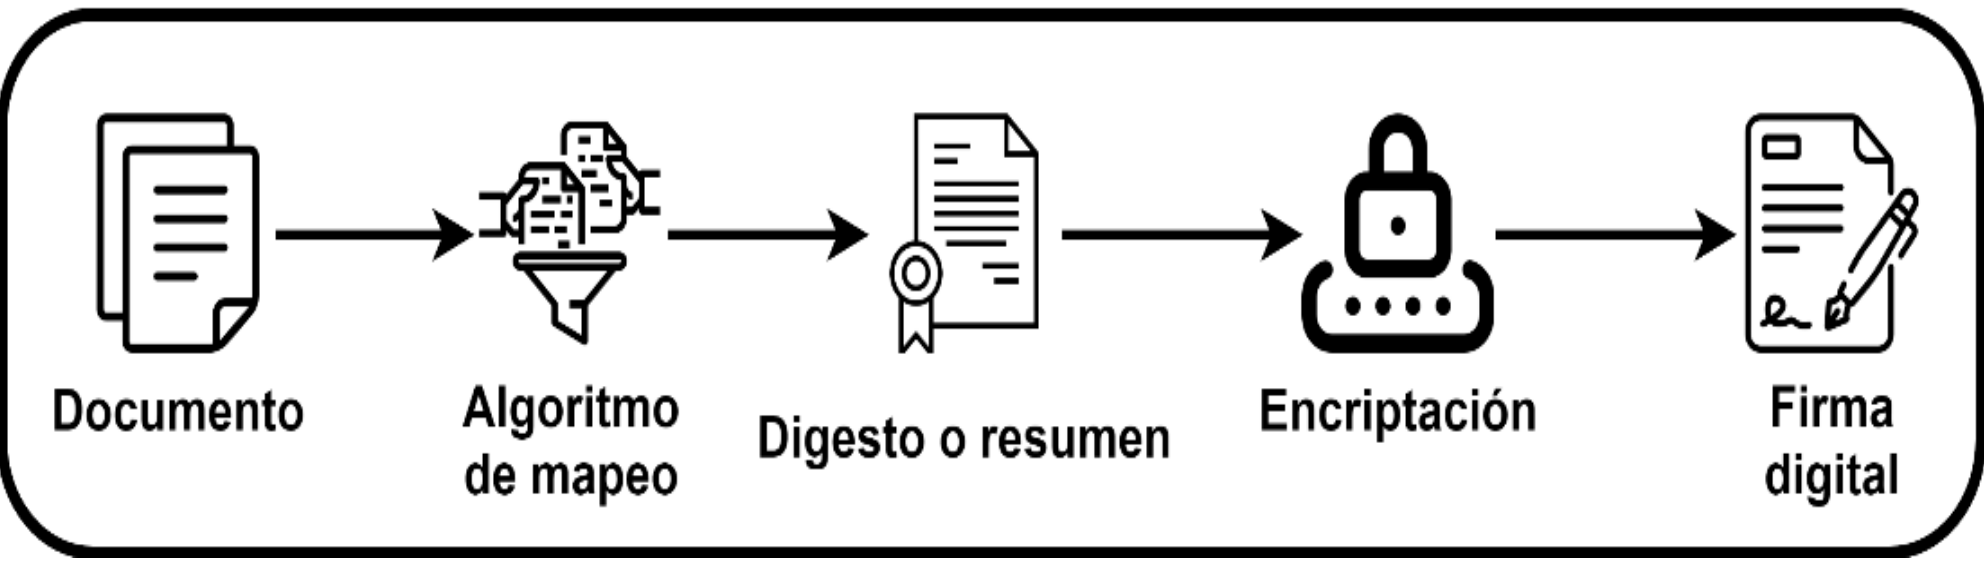 Documento
Algoritmo
de mapeo
Digesto o resumen
Encriptación
Firma
digital